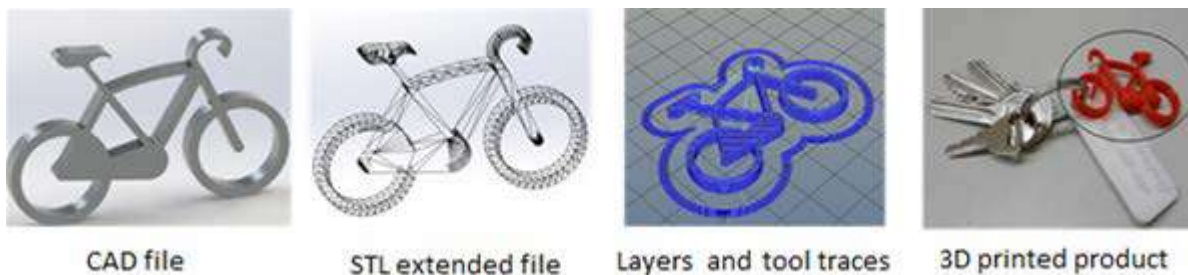 CAD file
STL extended file
Layers and tool traces
3D printed product